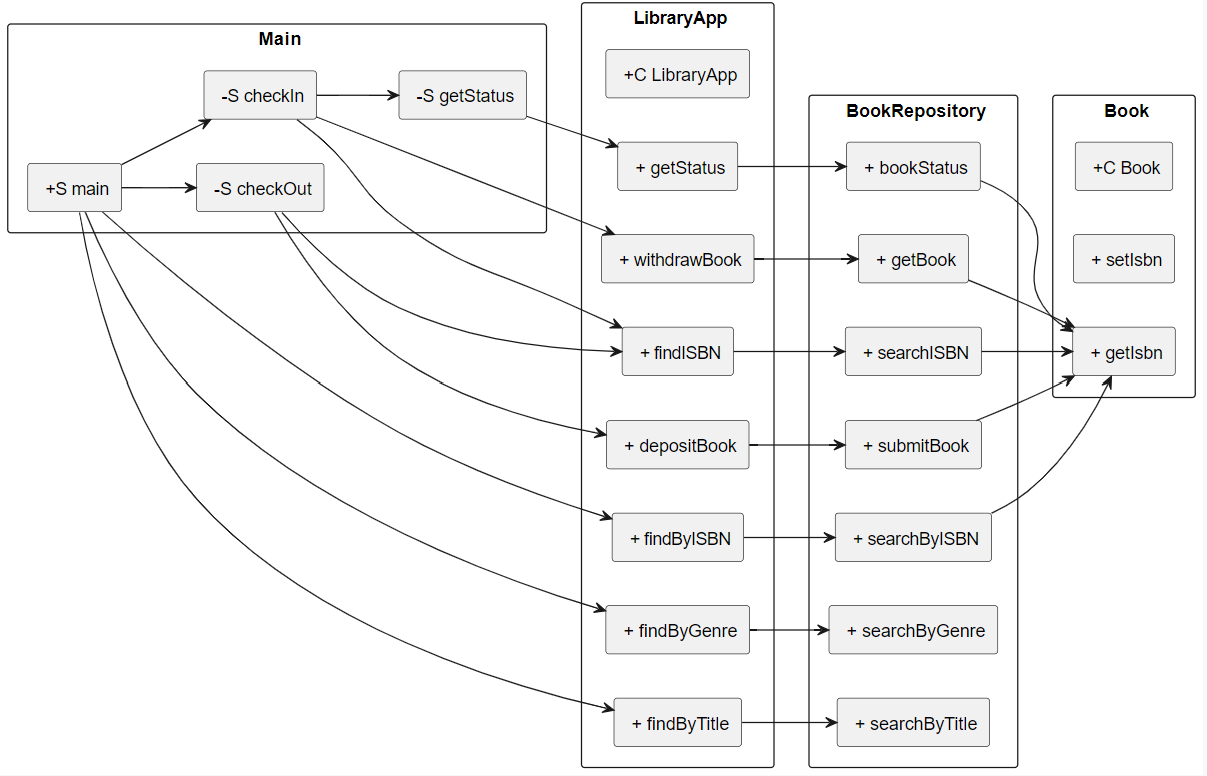 Main
-S checkIn
-S getStatus
+S main
-S checkOut
LibraryApp
+C LibraryApp
+ getStatus
+ withdrawBook
+ findISBN
+ depositBook
+ findByISBN
+ findByGenre
+ findByTitle
BookRepository
+ bookStatus
+ getBook
+ searchISBN
+ submitBook
+ searchByISBN
+ searchByGenre
+ searchByTitle
Book
+C Book
+ setIsbn
+ getIsbn